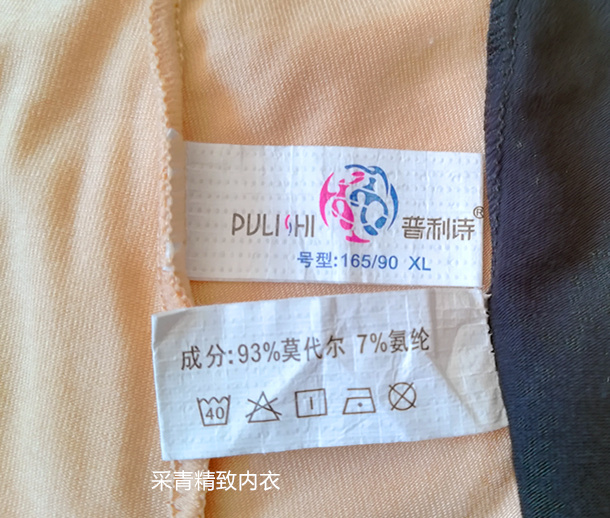 PULISHI 普利诗®
号型:165/90 XL
成分:93%莫代尔 7%氨纶
40
采青精致内衣